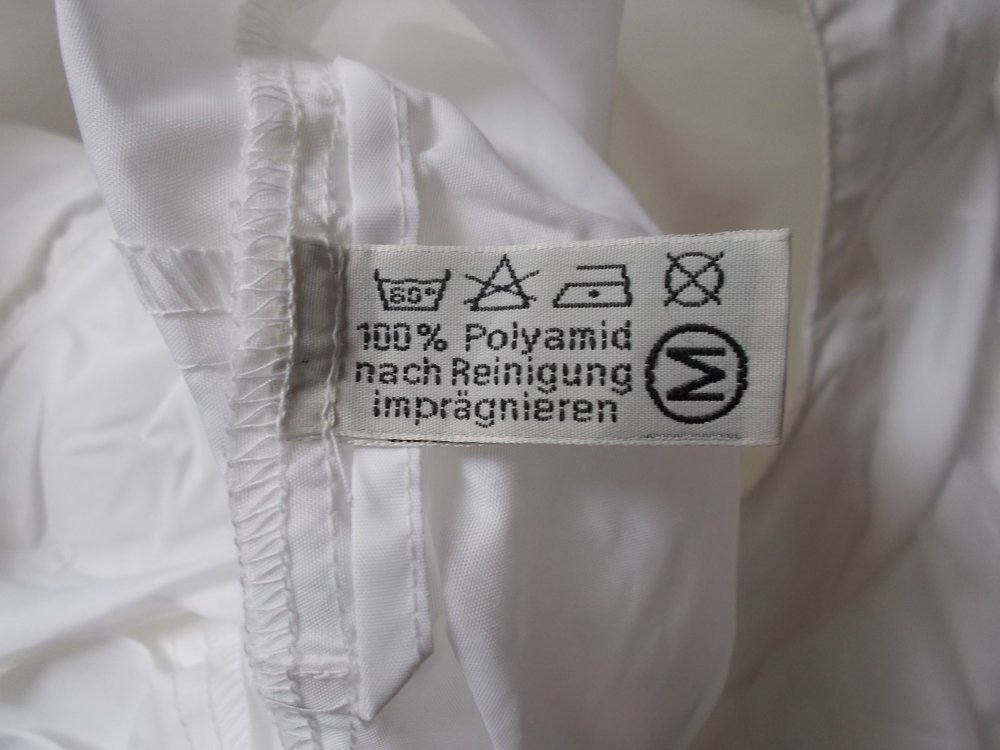 60°
100% Polyamid
nach Reinigung
imprägnieren
M